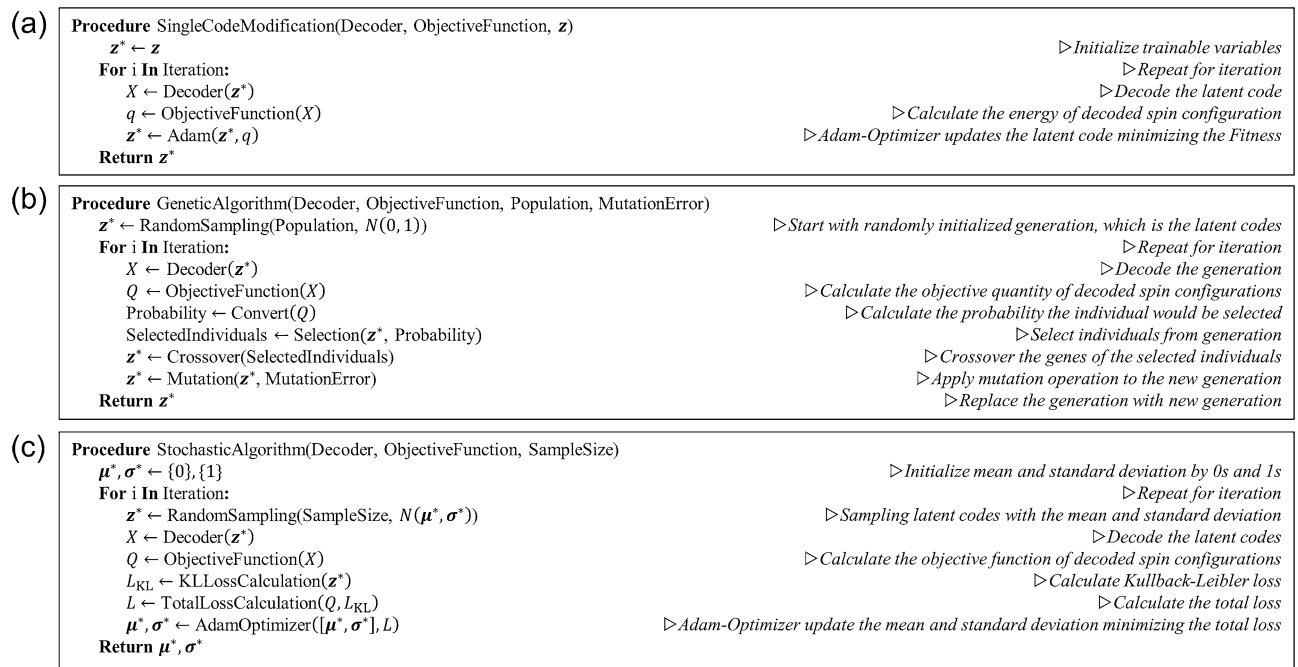 (a)
Procedure SingleCodeModification(Decoder, ObjectiveFunction, z)
z* ← z ▷Initialize trainable variables
For i In Iteration: ▷Repeat for iteration
X ← Decoder(z*) ▷Decode the latent code
q ← ObjectiveFunction(X) ▷Calculate the energy of decoded spin configuration
z* ← Adam(z*, q) ▷Adam-Optimizer updates the latent code minimizing the Fitness
Return z*
(b)
Procedure GeneticAlgorithm(Decoder, ObjectiveFunction, Population, MutationError)
z* ← RandomSampling(Population, N(0,1)) ▷Start with randomly initialized generation, which is the latent codes
For i In Iteration: ▷Repeat for iteration
X ← Decoder(z*) ▷Decode the generation
Q ← ObjectiveFunction(X) ▷Calculate the objective quantity of decoded spin configurations
Probability ← Convert(Q) ▷Calculate the probability the individual would be selected
SelectedIndividuals ← Selection(z*, Probability) ▷Select individuals from generation
z* ← Crossover(SelectedIndividuals) ▷Crossover the genes of the selected individuals
z* ← Mutation(z*, MutationError) ▷Apply mutation operation to the new generation
Return z* ▷Replace the generation with new generation
(c)
Procedure StochasticAlgorithm(Decoder, ObjectiveFunction, SampleSize)
μ*, σ* ← {0}, {1} ▷Initialize mean and standard deviation by 0s and 1s
For i In Iteration: ▷Repeat for iteration
z* ← RandomSampling(SampleSize, N(μ*, σ*)) ▷Sampling latent codes with the mean and standard deviation
X ← Decoder(z*) ▷Decode the latent codes
Q ← ObjectiveFunction(X) ▷Calculate the objective function of decoded spin configurations
L_KL ← KLLossCalculation(z*) ▷Calculate Kullback-Leibler loss
L ← TotalLossCalculation(Q, L_KL) ▷Calculate the total loss
μ*, σ* ← AdamOptimizer([μ*, σ*], L) ▷Adam-Optimizer update the mean and standard deviation minimizing the total loss
Return μ*, σ*